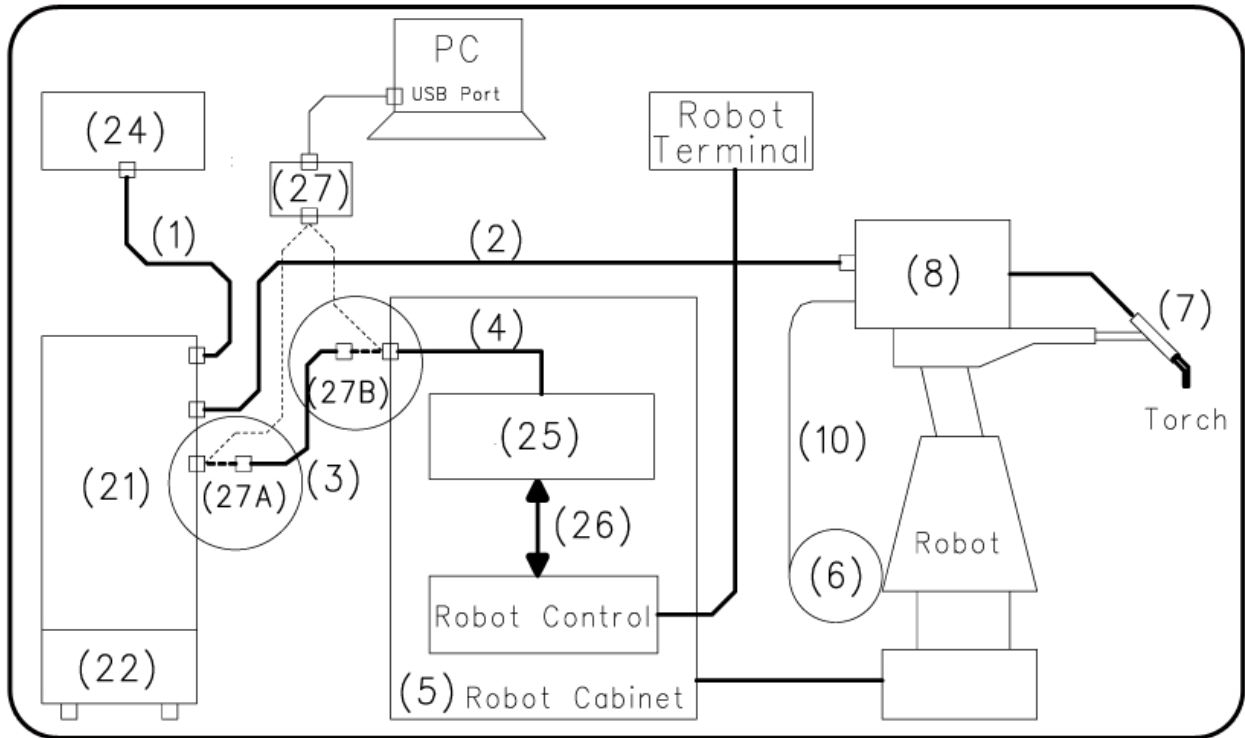 PC
USB Port
(24)
Robot
Terminal
(27)
(1)
(2)
(8)
(7)
(4)
(27B)
Torch
(25)
(10)
(21)
(27A)
(3)
(26)
Robot
(6)
Robot Control
(22)
(5) Robot Cabinet